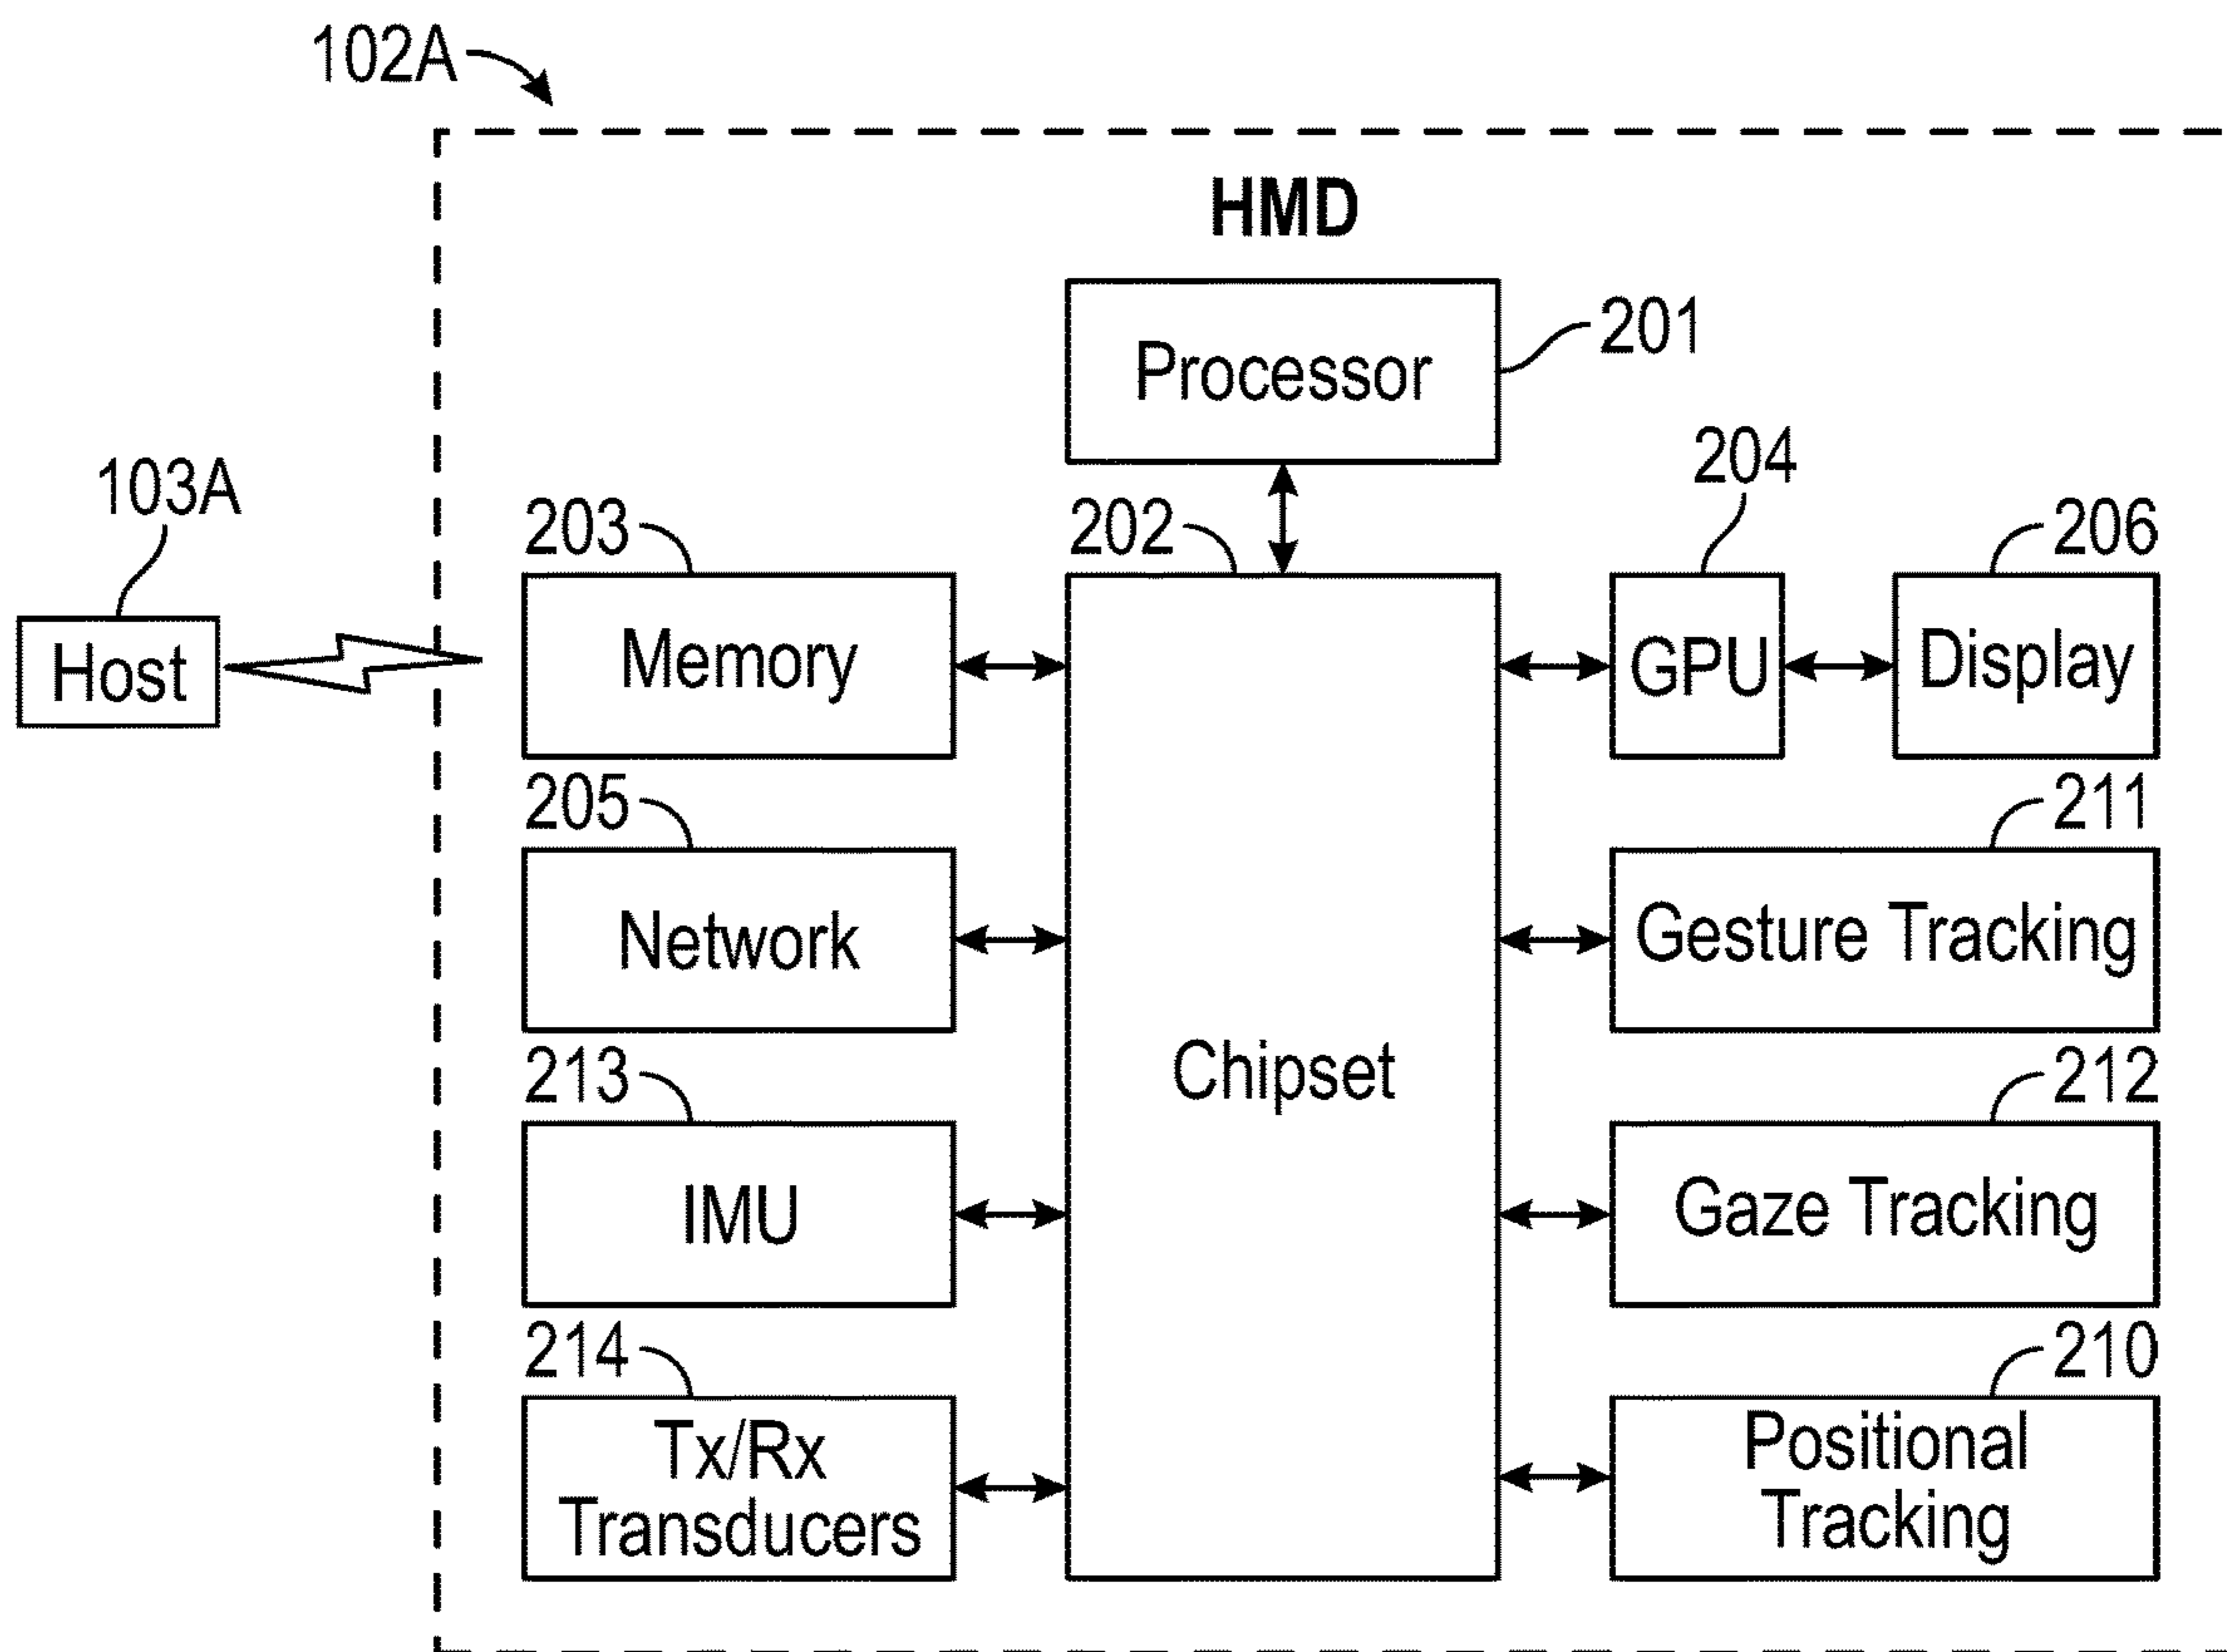 102A
HMD
Processor
201
103A
Host
203
Memory
202
Chipset
204
GPU
206
Display
205
Network
211
Gesture Tracking
213
IMU
212
Gaze Tracking
214
Tx/Rx
Transducers
210
Positional
Tracking